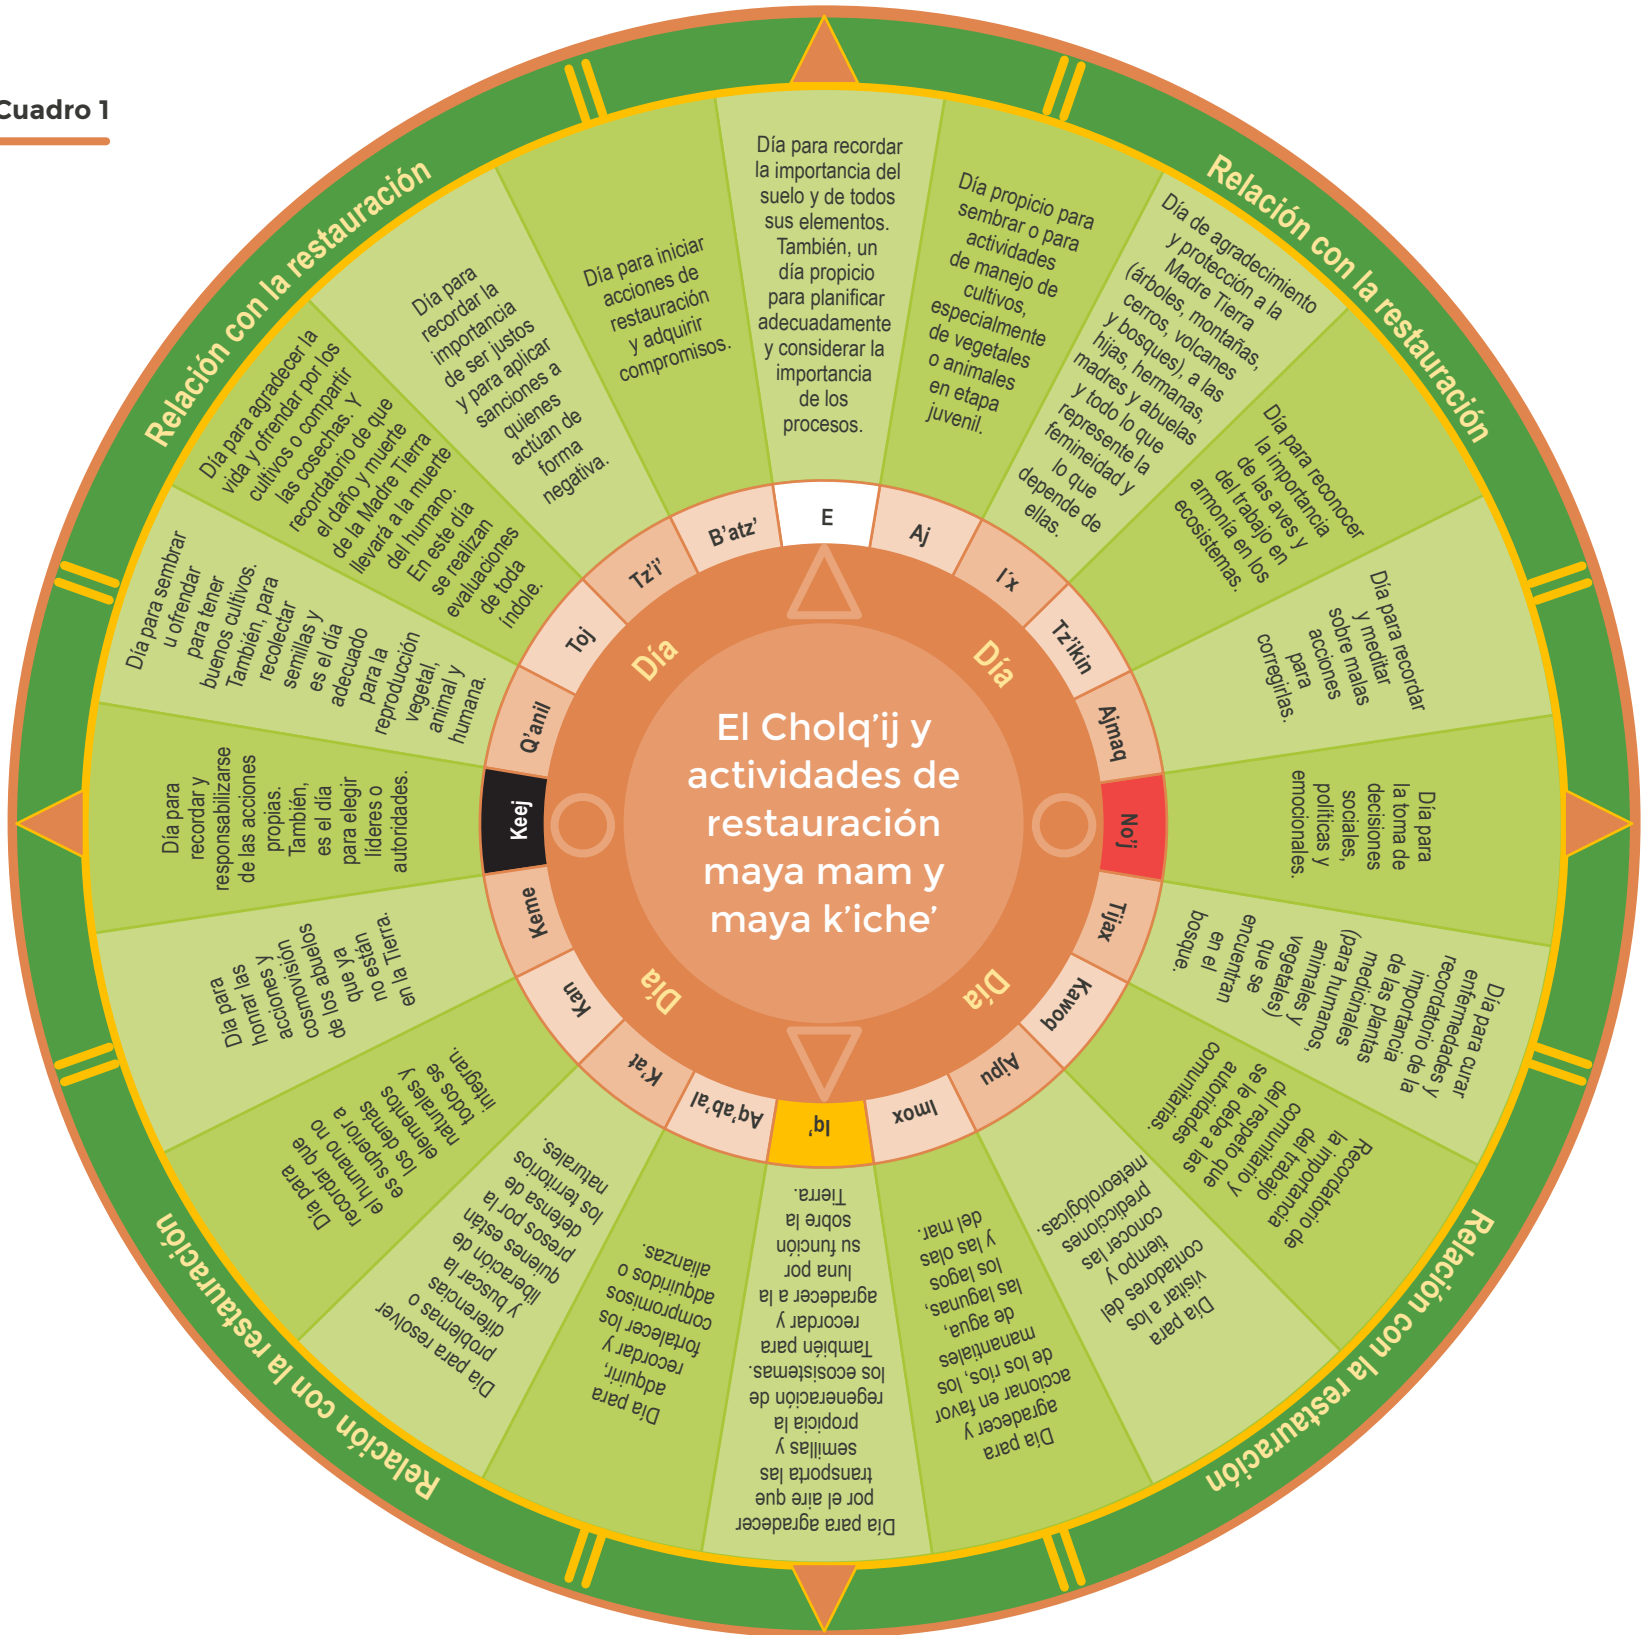 Cuadro 1
Relación con la restauración
Relación con la restauración
Relación con la restauración
Relación con la restauración
El Cholq'ij y
actividades de
restauración
maya mam y
maya k'iche'
Día
Día
Día
Día
E
Día para recordar
la importancia del
suelo y de todos
sus elementos.
También, un
día propicio
para planificar
adecuadamente
y considerar la
importancia
de los
procesos.
Aj
Día propicio para
sembrar o para
actividades
de manejo de
cultivos,
especialmente
de vegetales
o animales
en etapa
juvenil.
I´x
Día de agradecimiento
y protección a la
Madre Tierra
(árboles, montañas,
cerros, volcanes
y bosques), a las
hijas, hermanas,
madres y abuelas
y todo lo que
represente la
femineidad y
lo que
depende de
ellas.
Tz'ikin
Día para reconocer
la importancia
de las aves y
del trabajo en
armonía en los
ecosistemas.
Ajmaq
Día para recordar
y meditar
sobre malas
acciones
para
corregirlas.
No'j
Día para
la toma de
decisiones
sociales,
políticas y
emocionales.
Tijax
Día para curar
enfermedades y
recordatorio de la
importancia
de las plantas
medicinales
(para humanos,
animales y
vegetales)
que se
encuentran
en el
bosque.
Kawoq
Recordatorio de
la importancia
del trabajo
comunitario y
del respeto que
se le debe a las
autoridades
comunitarias.
Ajpu
Día para
visitar a los
contadores del
tiempo y
conocer las
predicciones
meteorológicas.
Imox
Día para
agradecer y
accionar en favor
de los ríos, los
manantiales
de agua,
las lagunas,
los lagos
y las olas
del mar.
Iq'
Día para agradecer
por el aire que
transporta las
semillas y
propicia la
regeneración de
los ecosistemas.
También para
recordar y
agradecer a la
luna por
su función
sobre la
Tierra.
Aq'ab'al
Día para
adquirir,
recordar y
fortalecer los
compromisos
adquiridos o
alianzas.
K'at
Día para resolver
problemas o
diferencias
y buscar la
liberación de
quienes están
presos por la
defensa de
los territorios
naturales.
Kan
Día para
recordar que
el humano no
es superior a
los demás
elementos
naturales y
todos se
integran.
Keme
Día para
honrar las
acciones y
cosmovisión
de los abuelos
que ya
no están
en la Tierra.
Keej
Día para
recordar y
responsabilizarse
de las acciones
propias.
También,
es el día
para elegir
líderes o
autoridades.
Q'anil
Día para sembrar
u ofrendar
para tener
buenos cultivos.
También, para
recolectar
semillas y
es el día
adecuado
para la
reproducción
vegetal,
animal y
humana.
Toj
Día para agradecer la
vida y ofrendar por los
cultivos o compartir
las cosechas. Y
recordatorio de que
el daño y muerte
de la Madre Tierra
llevará a la muerte
del humano.
En este día
se realizan
evaluaciones
de toda
índole.
Tz'i'
Día para
recordar la
importancia
de ser justos
y para aplicar
sanciones a
quienes
actúan de
forma
negativa.
B'atz'
Día para iniciar
acciones de
restauración
y adquirir
compromisos.